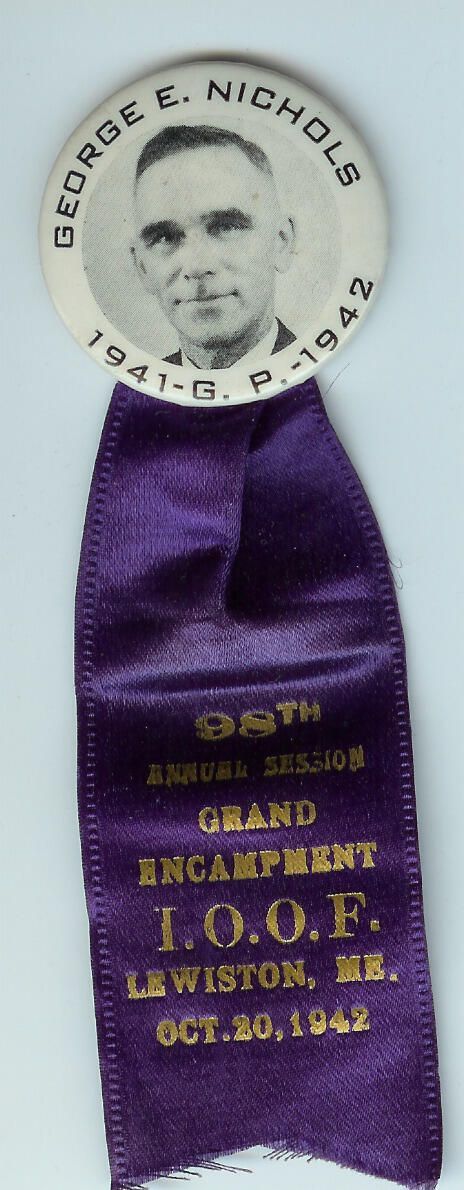 GEORGE E. NICHOLS
1941-G. P.-1942
98TH
ANNUAL SESSION
GRAND
ENCAMPMENT
I.O.O.F.
LEWISTON, ME.
OCT.20,1942